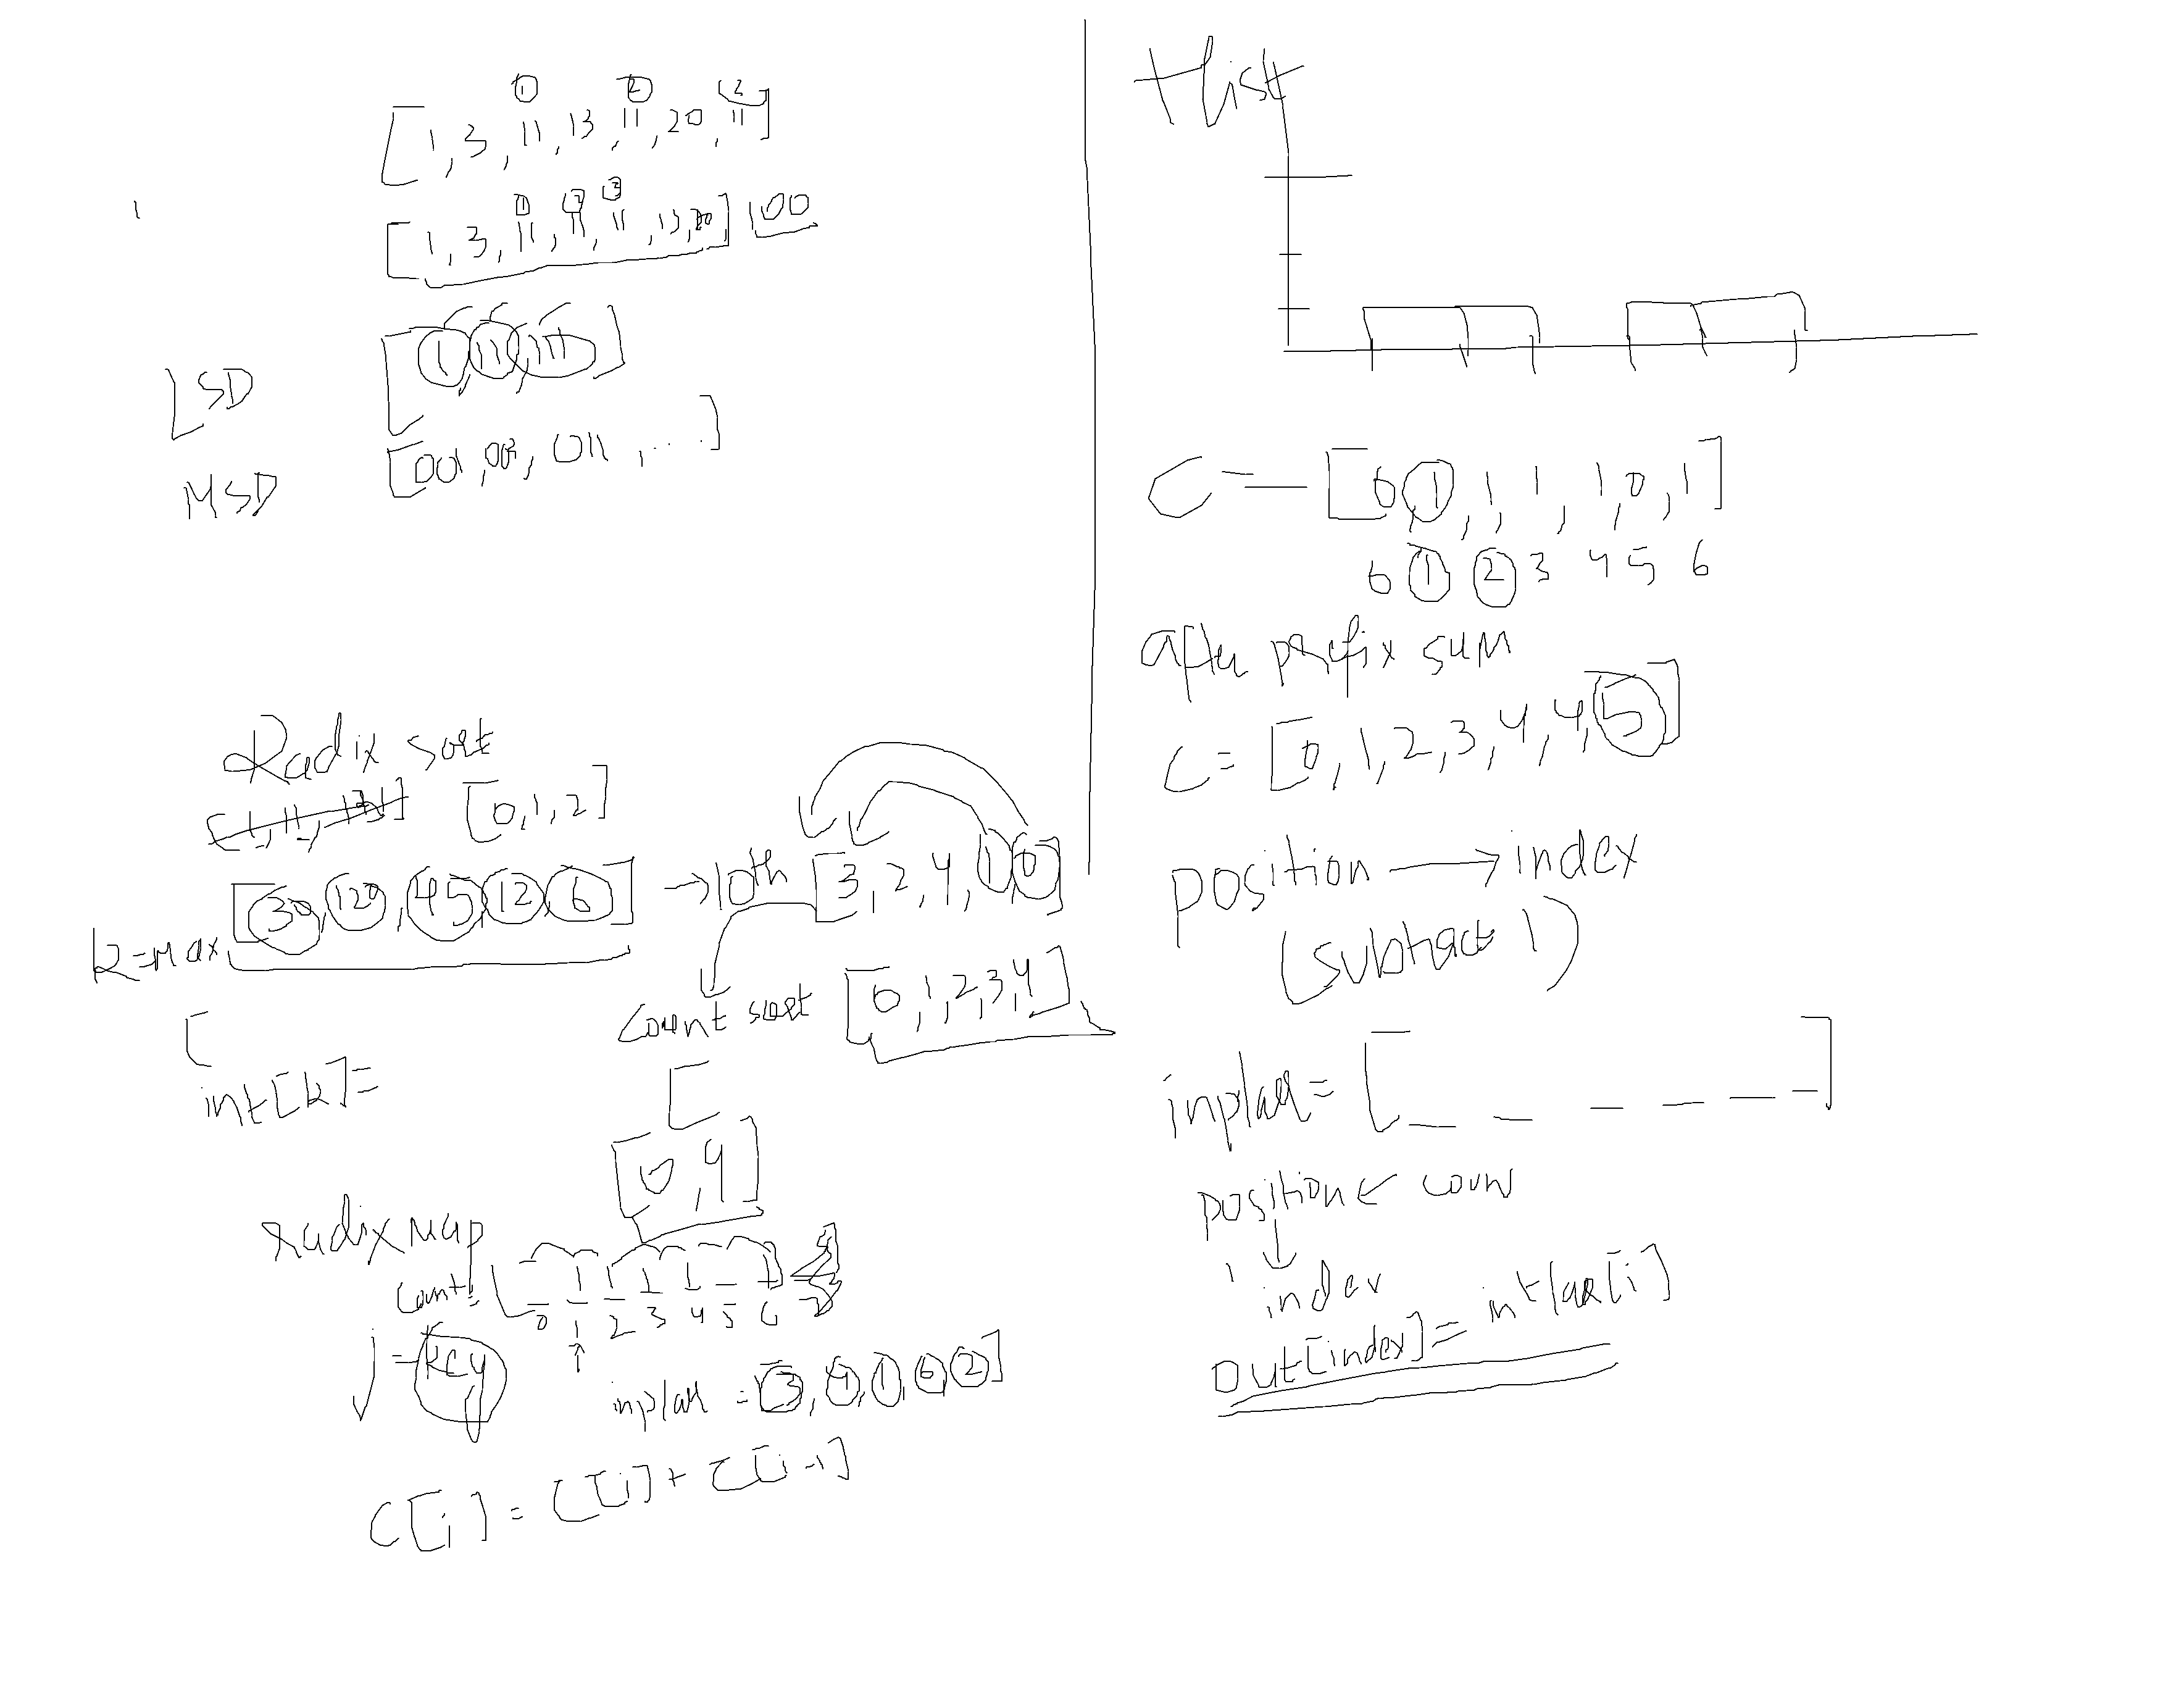 ① ② ③
[1, 3, 11, 13, 11, 20, 11]
① ② ③
[1, 3, 11, 11, 11, 13, 20] 100
[1, 11, 111]
LSD
[001, 003, 011, ...]
MSD
Radix sort
[1, 11, 111] [0, 1, 2]
[30, 120, 45, 12, 6] → 10th [3, 2, 4, 1, 0]
k = max
count sort [0, 1, 2, 3, 4]
[
int[k] =
[
[0, 4]
radix map
count: [_ 1 1 1 1 _ 1]
0 1 2 3 4 5 6
↑
j = key
inp/arr = [3, 4, 1, 6, 2]
C[i] = C[i] + C[i-1]
Hist
C = [0, 1, 1, 1, 1, 0, 1]
0 1 2 3 4 5 6
after prefix sum
C = [0, 1, 2, 3, 4, 4, 5]
position → index
(subtract 1)
inp/arr = [_ _ _ _ _ _]
position ← coun
↓
index
out[index] = int/arr[i]